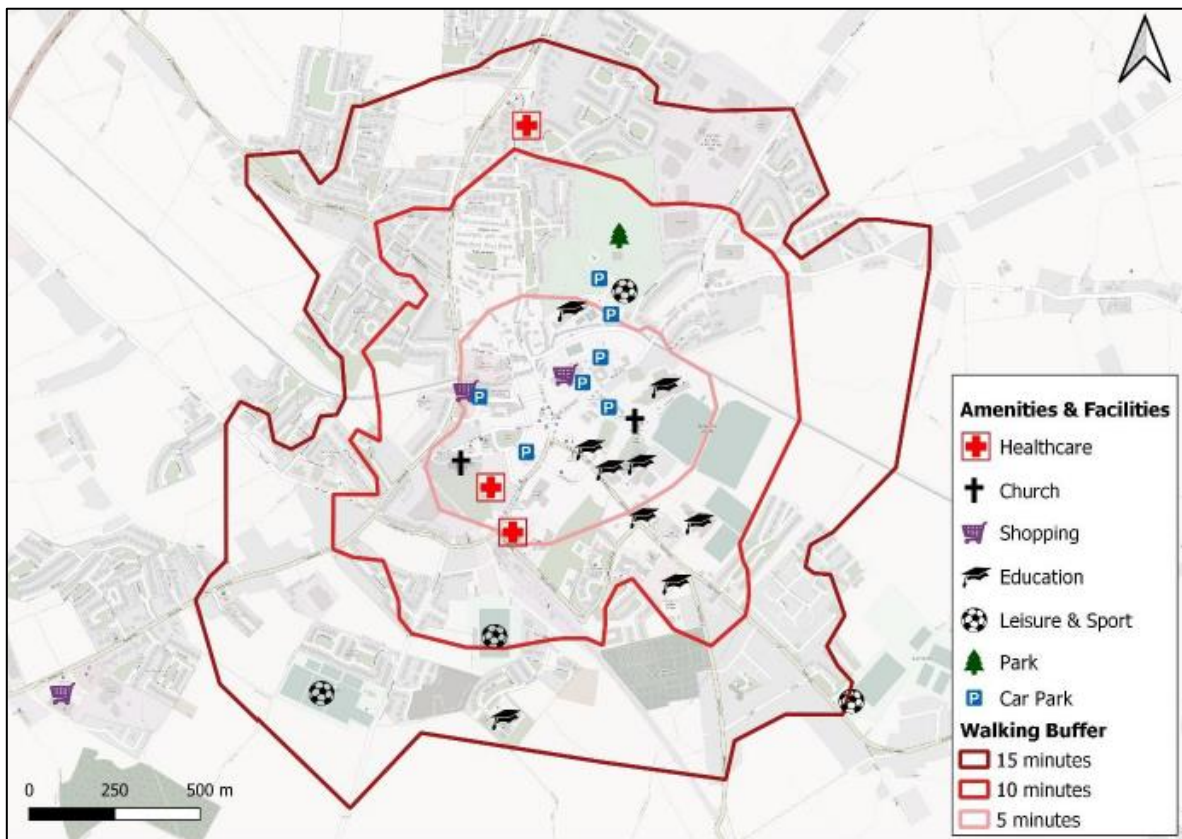 P
P
P
P
P
P
P
Amenities & Facilities
Healthcare
Church
Shopping
Education
Leisure & Sport
Park
P Car Park
Walking Buffer
15 minutes
10 minutes
5 minutes
0 250 500 m